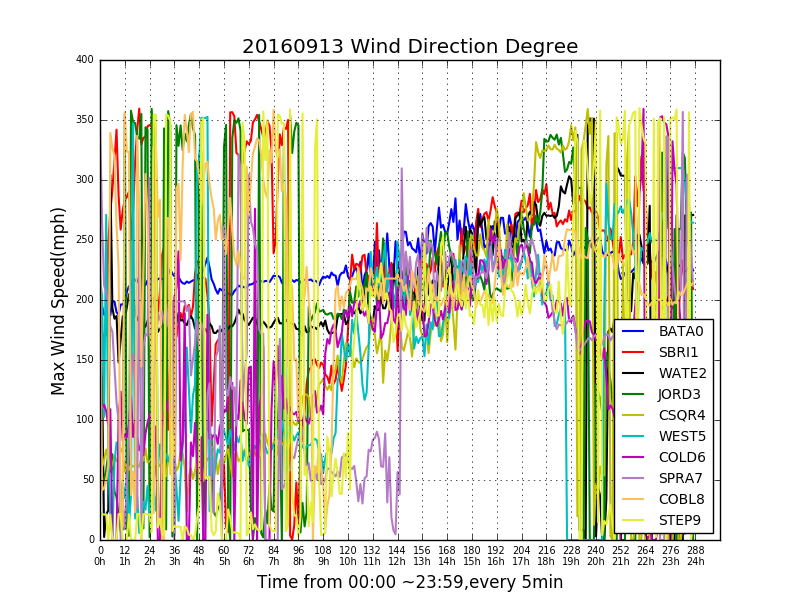 20160913 Wind Direction Degree
Max Wind Speed(mph)
400
350
300
250
200
150
100
50
0
BATA0
SBRI1
WATE2
JORD3
CSQR4
WEST5
COLD6
SPRA7
COBL8
STEP9
0 12 24 36 48 60 72 84 96 108 120 132 144 156 168 180 192 204 216 228 240 252 264 276 288
0h 1h 2h 3h 4h 5h 6h 7h 8h 9h 10h 11h 12h 13h 14h 15h 16h 17h 18h 19h 20h 21h 22h 23h 24h
Time from 00:00 ~23:59,every 5min